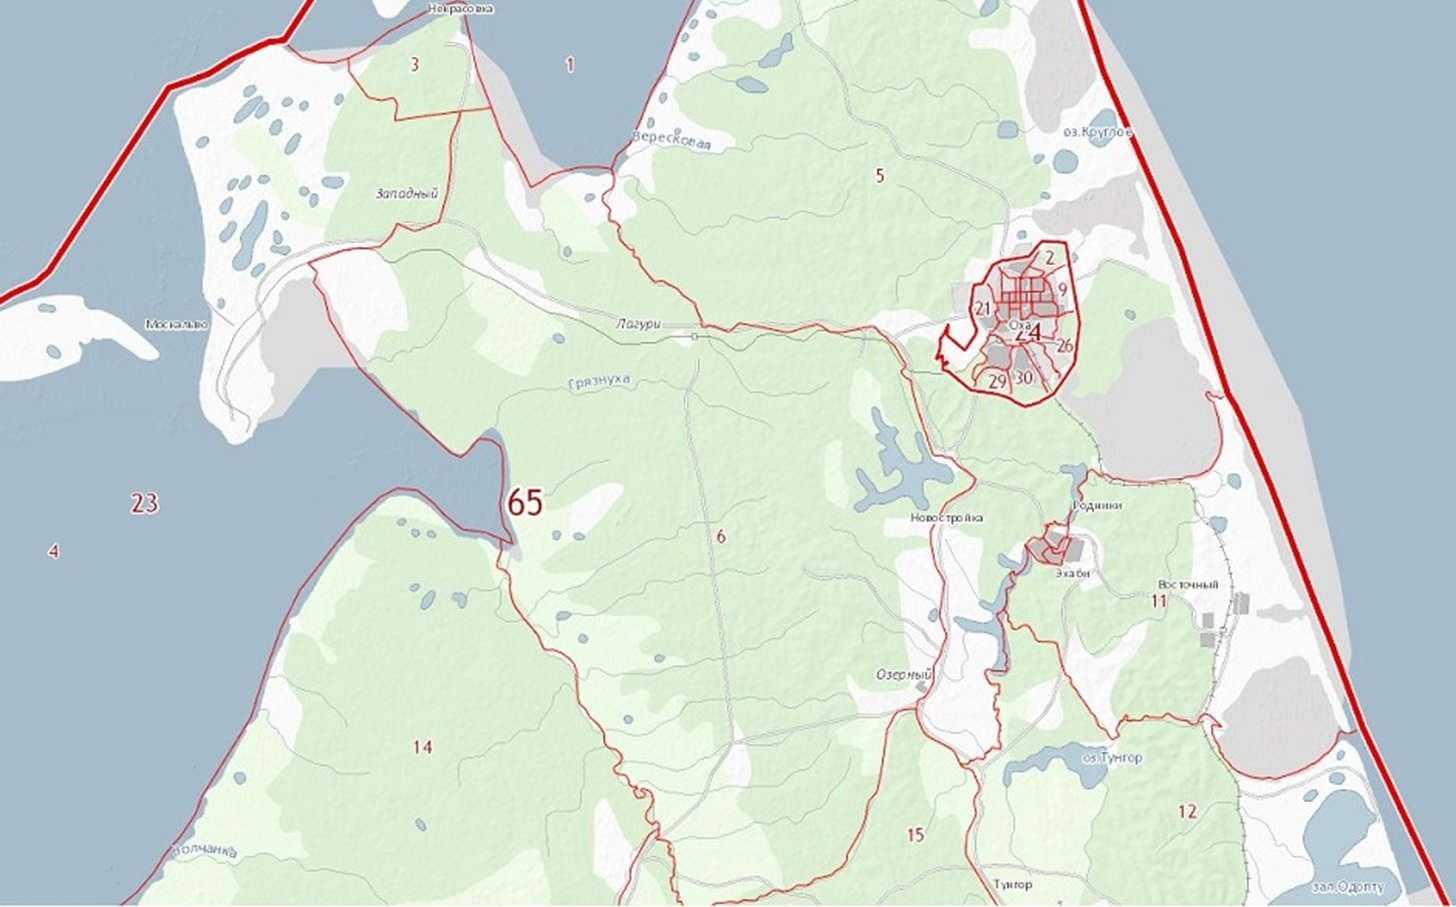 Некрасовка
3
1
оз.Круглое
Вересковая
5
Западный
2
9
21
Москальво
Лагури
Оха
24
26
Грязнуха
29
30
65
23
Родники
Новостройка
6
4
Эхаби
Восточный
11
Озерный
14
оз.Тунгор
12
15
Волчанка
Тунгор
зал.Одопту